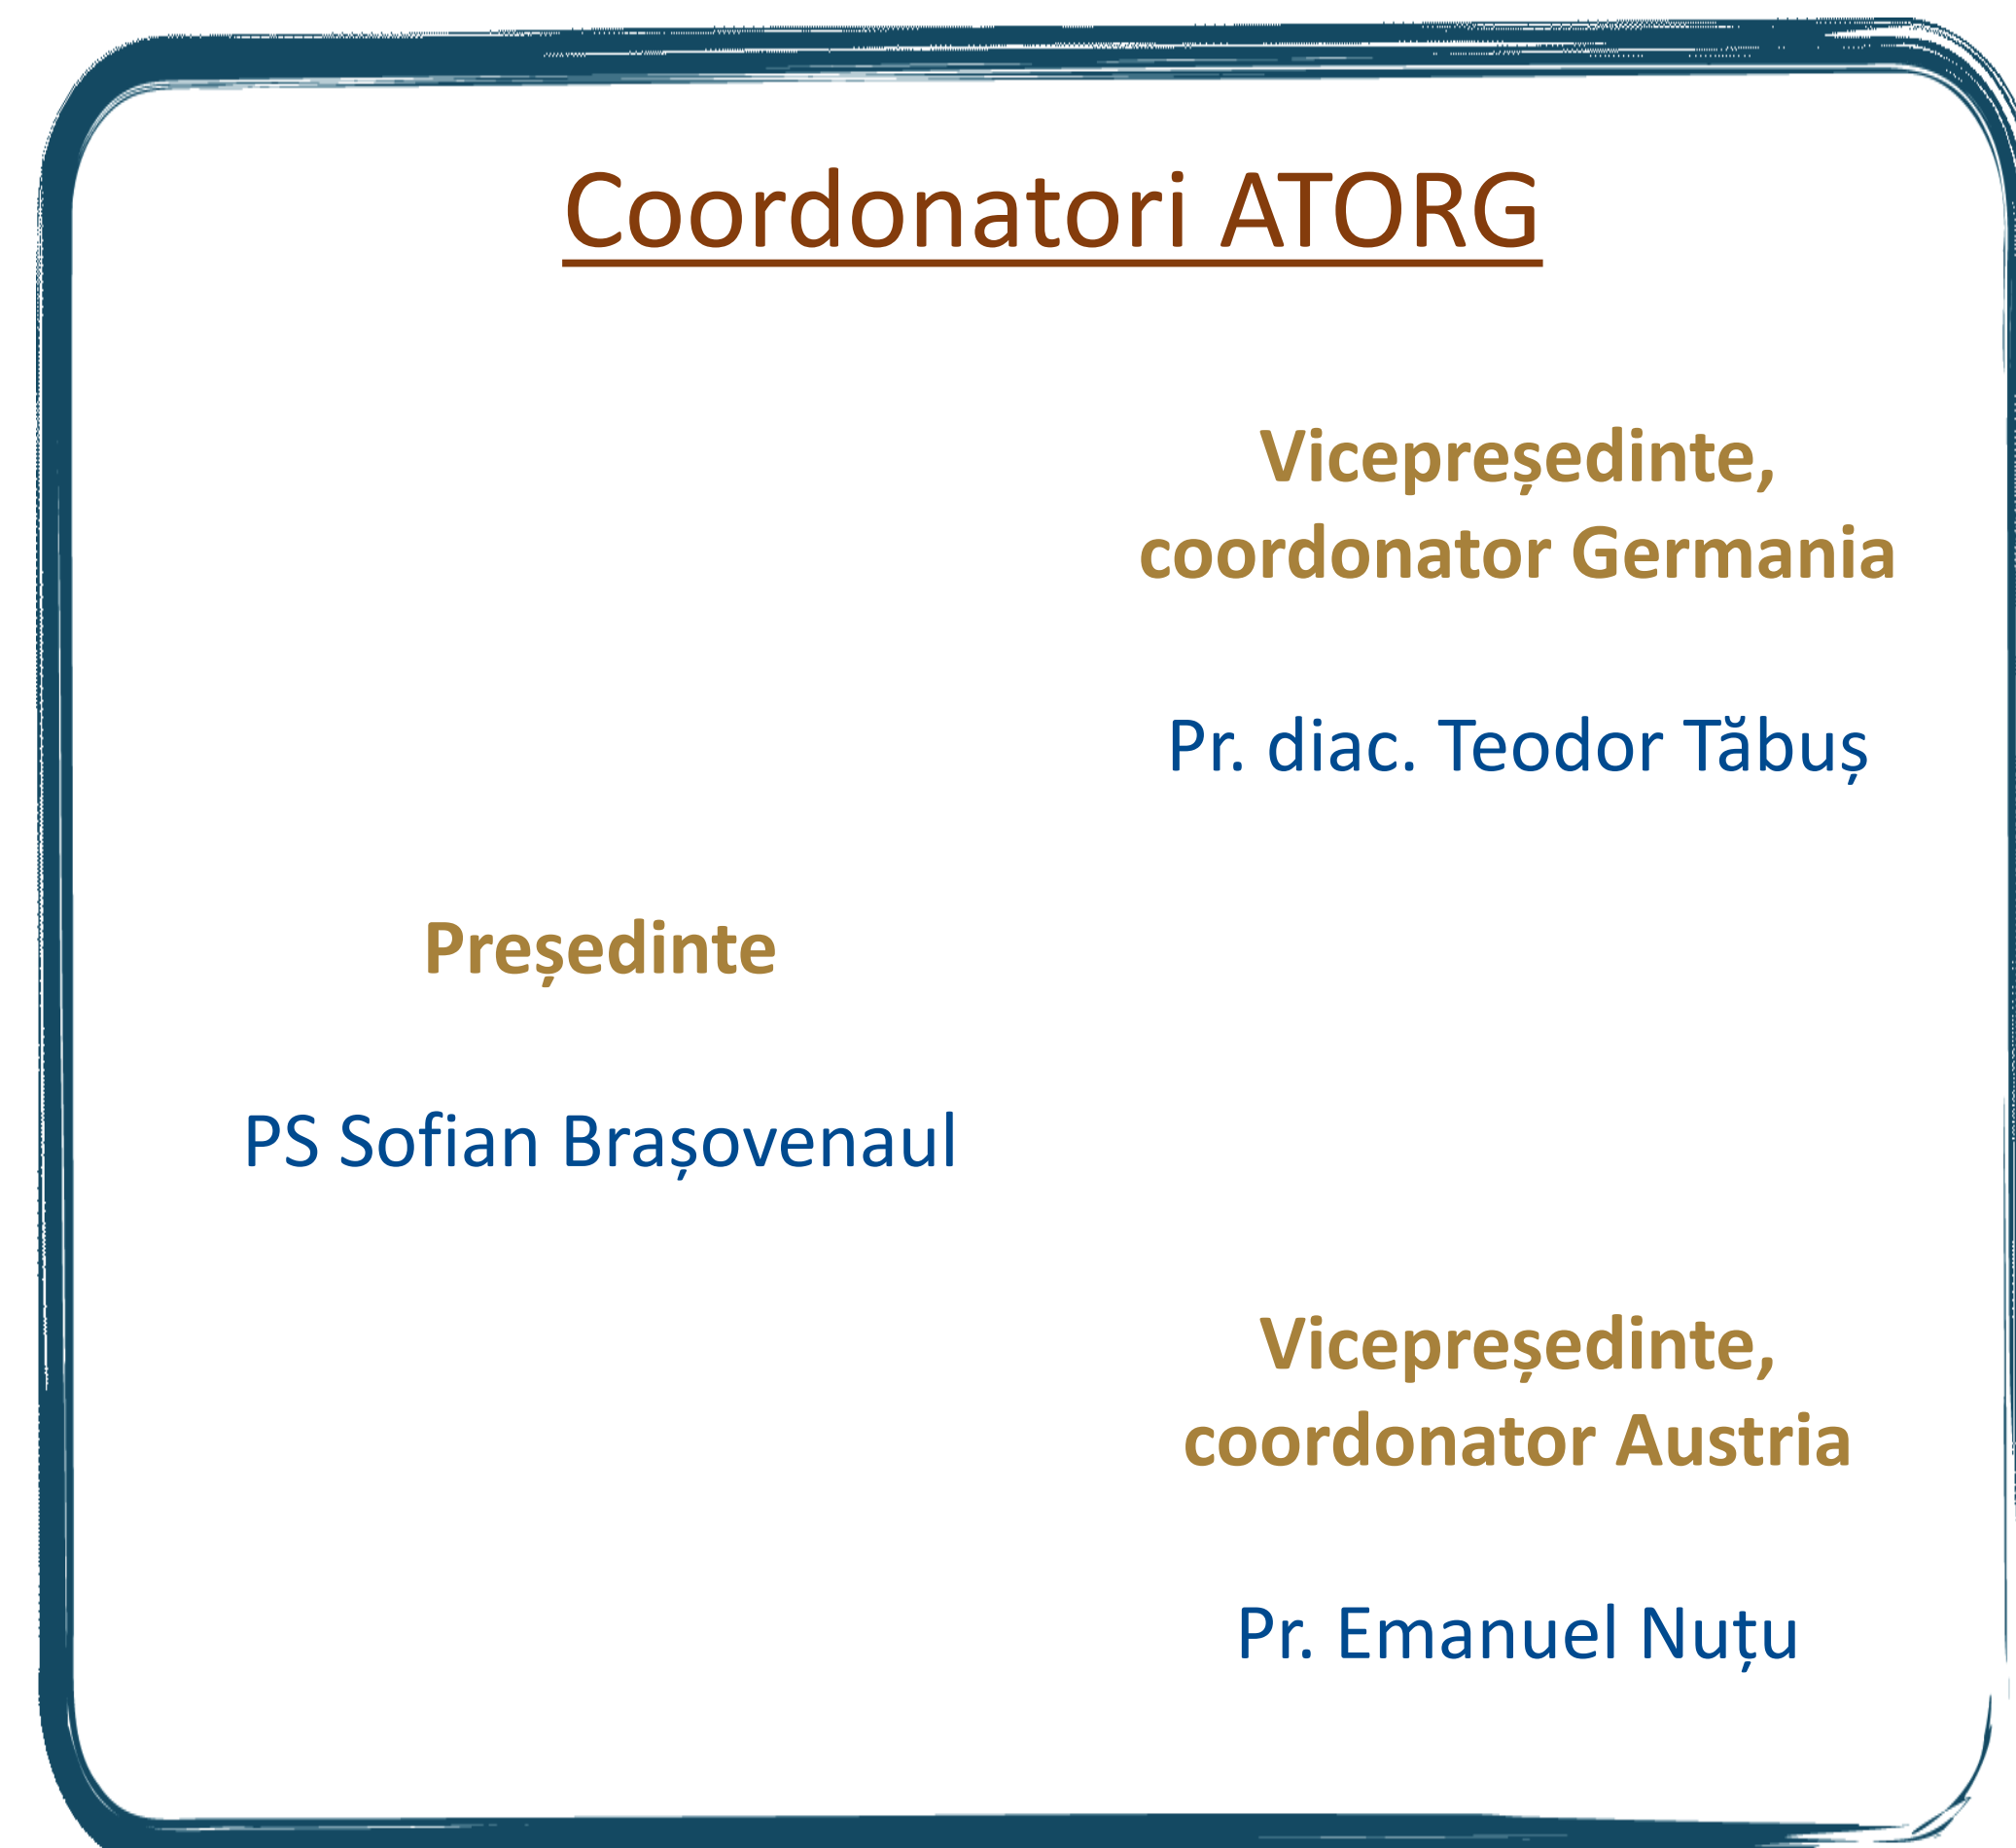 Coordonatori ATORG
Vicepreședinte,
coordonator Germania
Pr. diac. Teodor Tăbuș
Președinte
PS Sofian Brașovenaul
Vicepreședinte,
coordonator Austria
Pr. Emanuel Nuțu